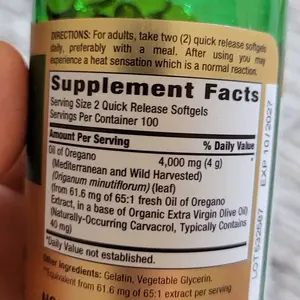 DIRECTIONS: For adults, take two (2) quick release softgels
daily, preferably with a meal. After using you may
experience a heat sensation which is a normal reaction.
Supplement Facts
Serving Size 2 Quick Release Softgels
Servings Per Container 100
Amount Per Serving % Daily Value
Oil of Oregano 4,000 mg (4 g) *
(Mediterranean and Wild Harvested)
(Origanum minutiflorum) (leaf)
(from 61.6 mg of 65:1 fresh Oil of Oregano
Extract, in a base of Organic Extra Virgin Olive Oil)
(Naturally-Occurring Carvacrol, Typically Contains
40 mg)
*Daily Value not established.
Other Ingredients: Gelatin, Vegetable Glycerin.
*Equivalent from 61.6 mg of 65:1 extract per serving
LOT 532587
EXP 10/2027